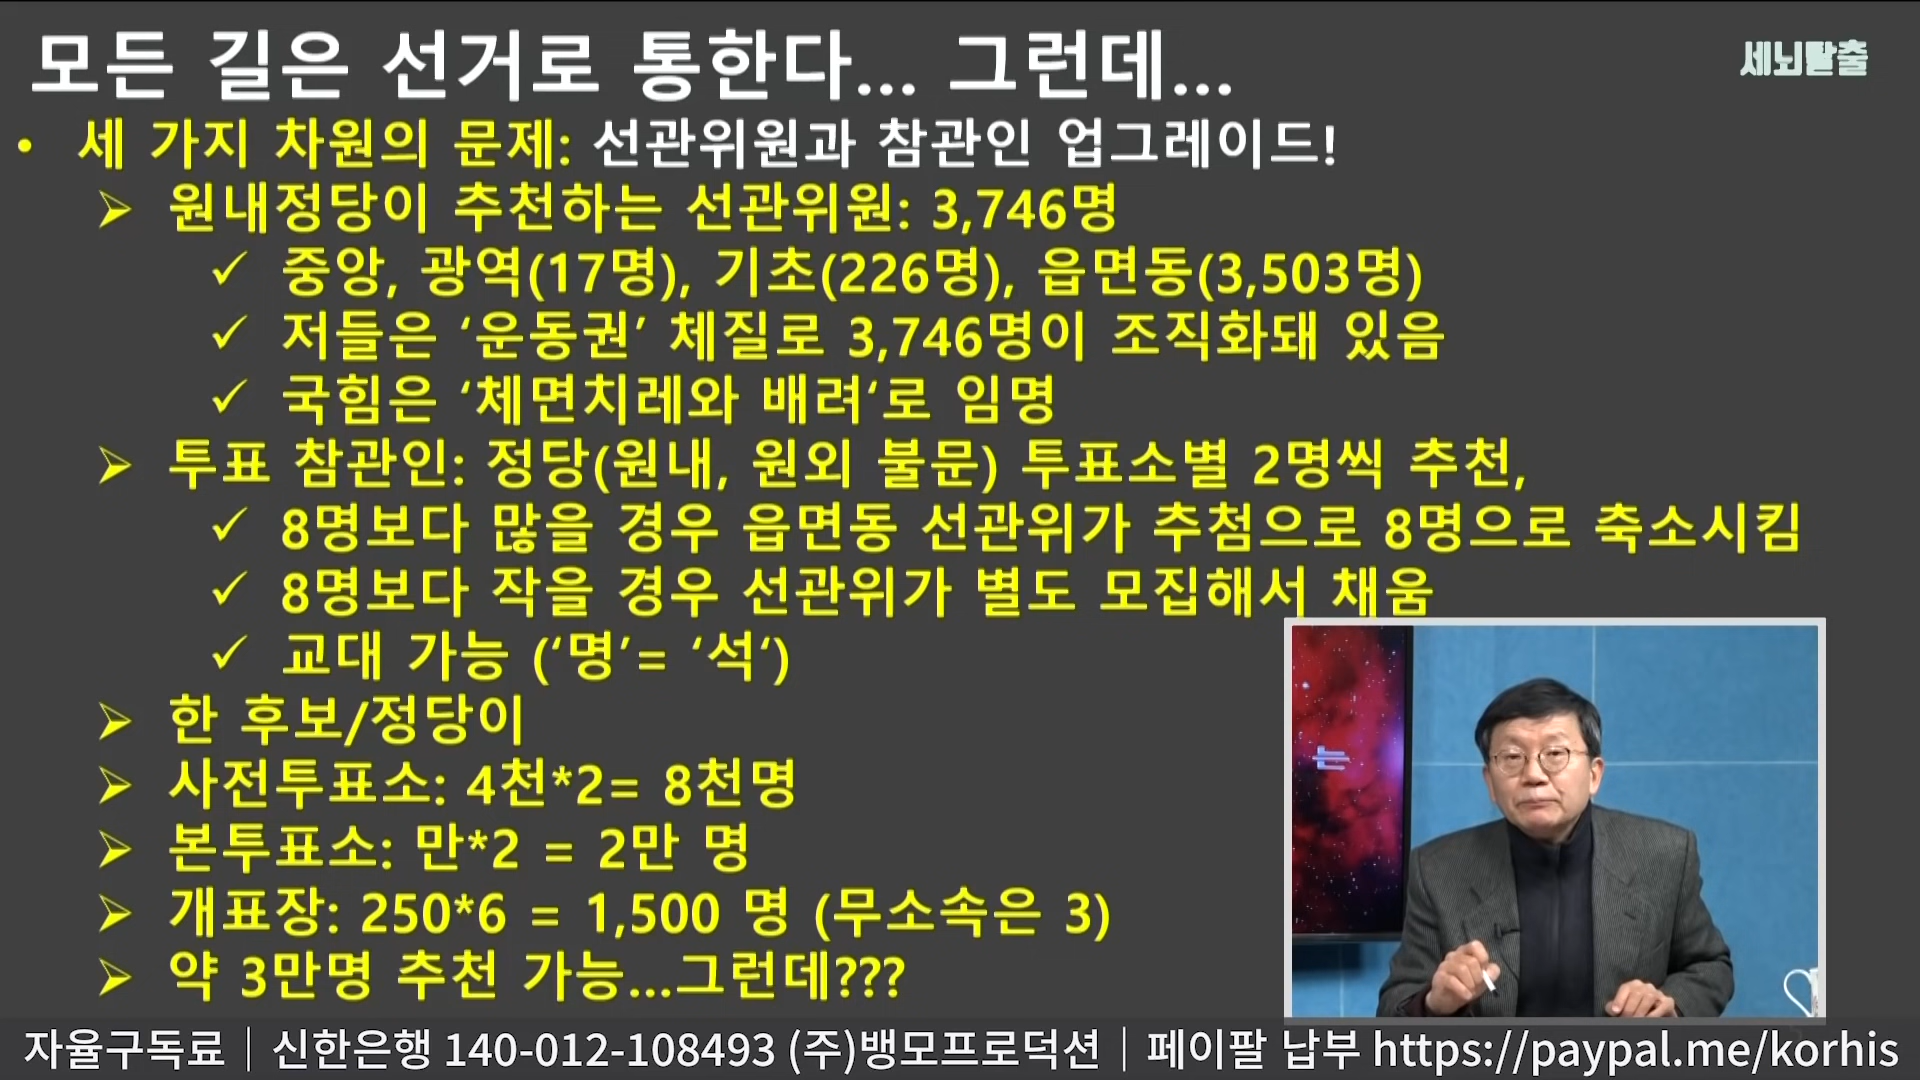 모든 길은 선거로 통한다... 그런데...
세뇌탈출
• 세 가지 차원의 문제: 선관위원과 참관인 업그레이드!
➢ 원내정당이 추천하는 선관위원: 3,746명
✓ 중앙, 광역(17명), 기초(226명), 읍면동(3,503명)
✓ 저들은 ‘운동권’ 체질로 3,746명이 조직화돼 있음
✓ 국힘은 ‘체면치레와 배려‘로 임명
➢ 투표 참관인: 정당(원내, 원외 불문) 투표소별 2명씩 추천,
✓ 8명보다 많을 경우 읍면동 선관위가 추첨으로 8명으로 축소시킴
✓ 8명보다 작을 경우 선관위가 별도 모집해서 채움
✓ 교대 가능 (‘명’= ‘석‘)
➢ 한 후보/정당이
➢ 사전투표소: 4천*2= 8천명
➢ 본투표소: 만*2 = 2만 명
➢ 개표장: 250*6 = 1,500 명 (무소속은 3)
➢ 약 3만명 추천 가능...그런데???
는
자율구독료 | 신한은행 140-012-108493 (주)뱅모프로덕션 | 페이팔 납부 https://paypal.me/korhis